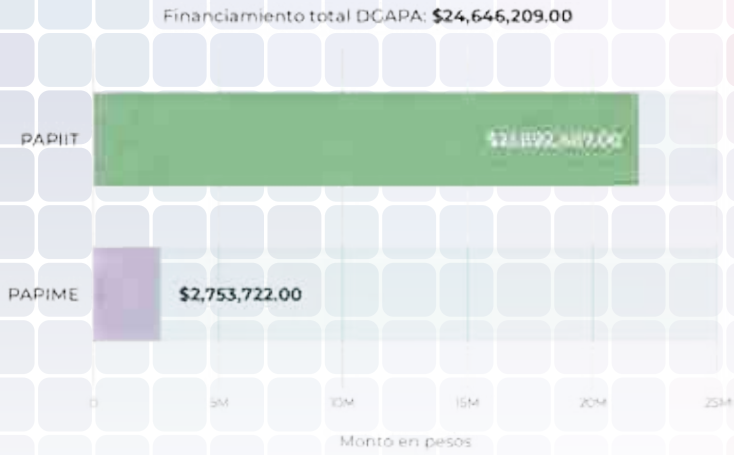 Financiamiento total DGAPA: $24,646,209.00
PAPIIT
PAPIME
$2,753,722.00
0 5M 10M 15M 20M 25M
Monto en pesos